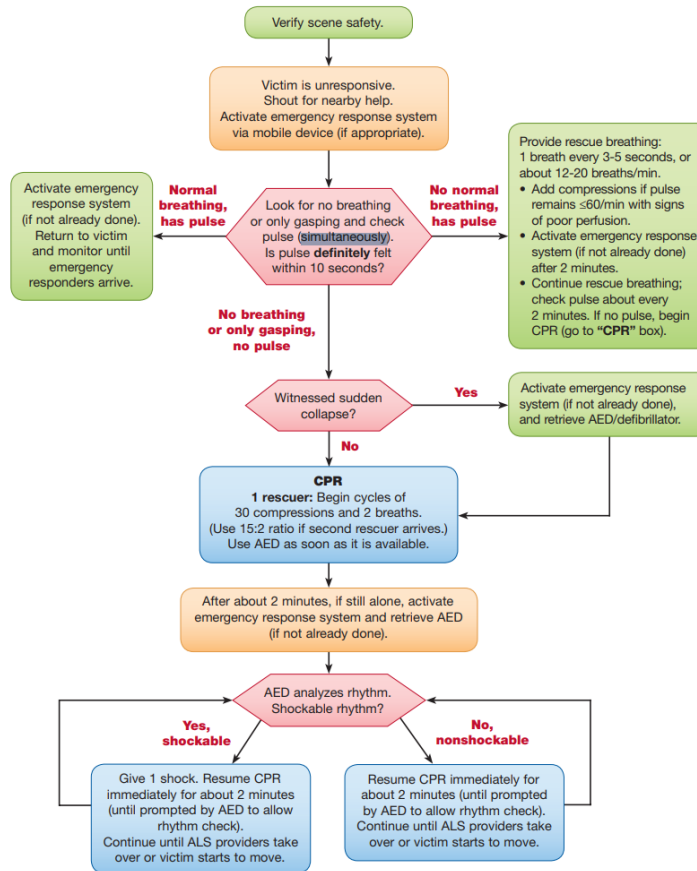 Verify scene safety.
Victim is unresponsive.
Shout for nearby help.
Activate emergency response system
via mobile device (if appropriate).
Normal
breathing,
has pulse
Activate emergency
response system
(if not already done).
Return to victim
and monitor until
emergency
responders arrive.
Look for no breathing
or only gasping and check
pulse (simultaneously).
Is pulse definitely felt
within 10 seconds?
No normal
breathing,
has pulse
Provide rescue breathing:
1 breath every 3-5 seconds, or
about 12-20 breaths/min.
• Add compressions if pulse
remains ≤60/min with signs
of poor perfusion.
• Activate emergency response
system (if not already done)
after 2 minutes.
• Continue rescue breathing;
check pulse about every
2 minutes. If no pulse, begin
CPR (go to “CPR” box).
No breathing
or only gasping,
no pulse
Witnessed sudden
collapse?
Yes
Activate emergency response
system (if not already done),
and retrieve AED/defibrillator.
No
CPR
1 rescuer: Begin cycles of
30 compressions and 2 breaths.
(Use 15:2 ratio if second rescuer arrives.)
Use AED as soon as it is available.
After about 2 minutes, if still alone, activate
emergency response system and retrieve AED
(if not already done).
AED analyzes rhythm.
Shockable rhythm?
Yes,
shockable
No,
nonshockable
Give 1 shock. Resume CPR
immediately for about 2 minutes
(until prompted by AED to allow
rhythm check).
Continue until ALS providers take
over or victim starts to move.
Resume CPR immediately for
about 2 minutes (until prompted
by AED to allow rhythm check).
Continue until ALS providers take
over or victim starts to move.